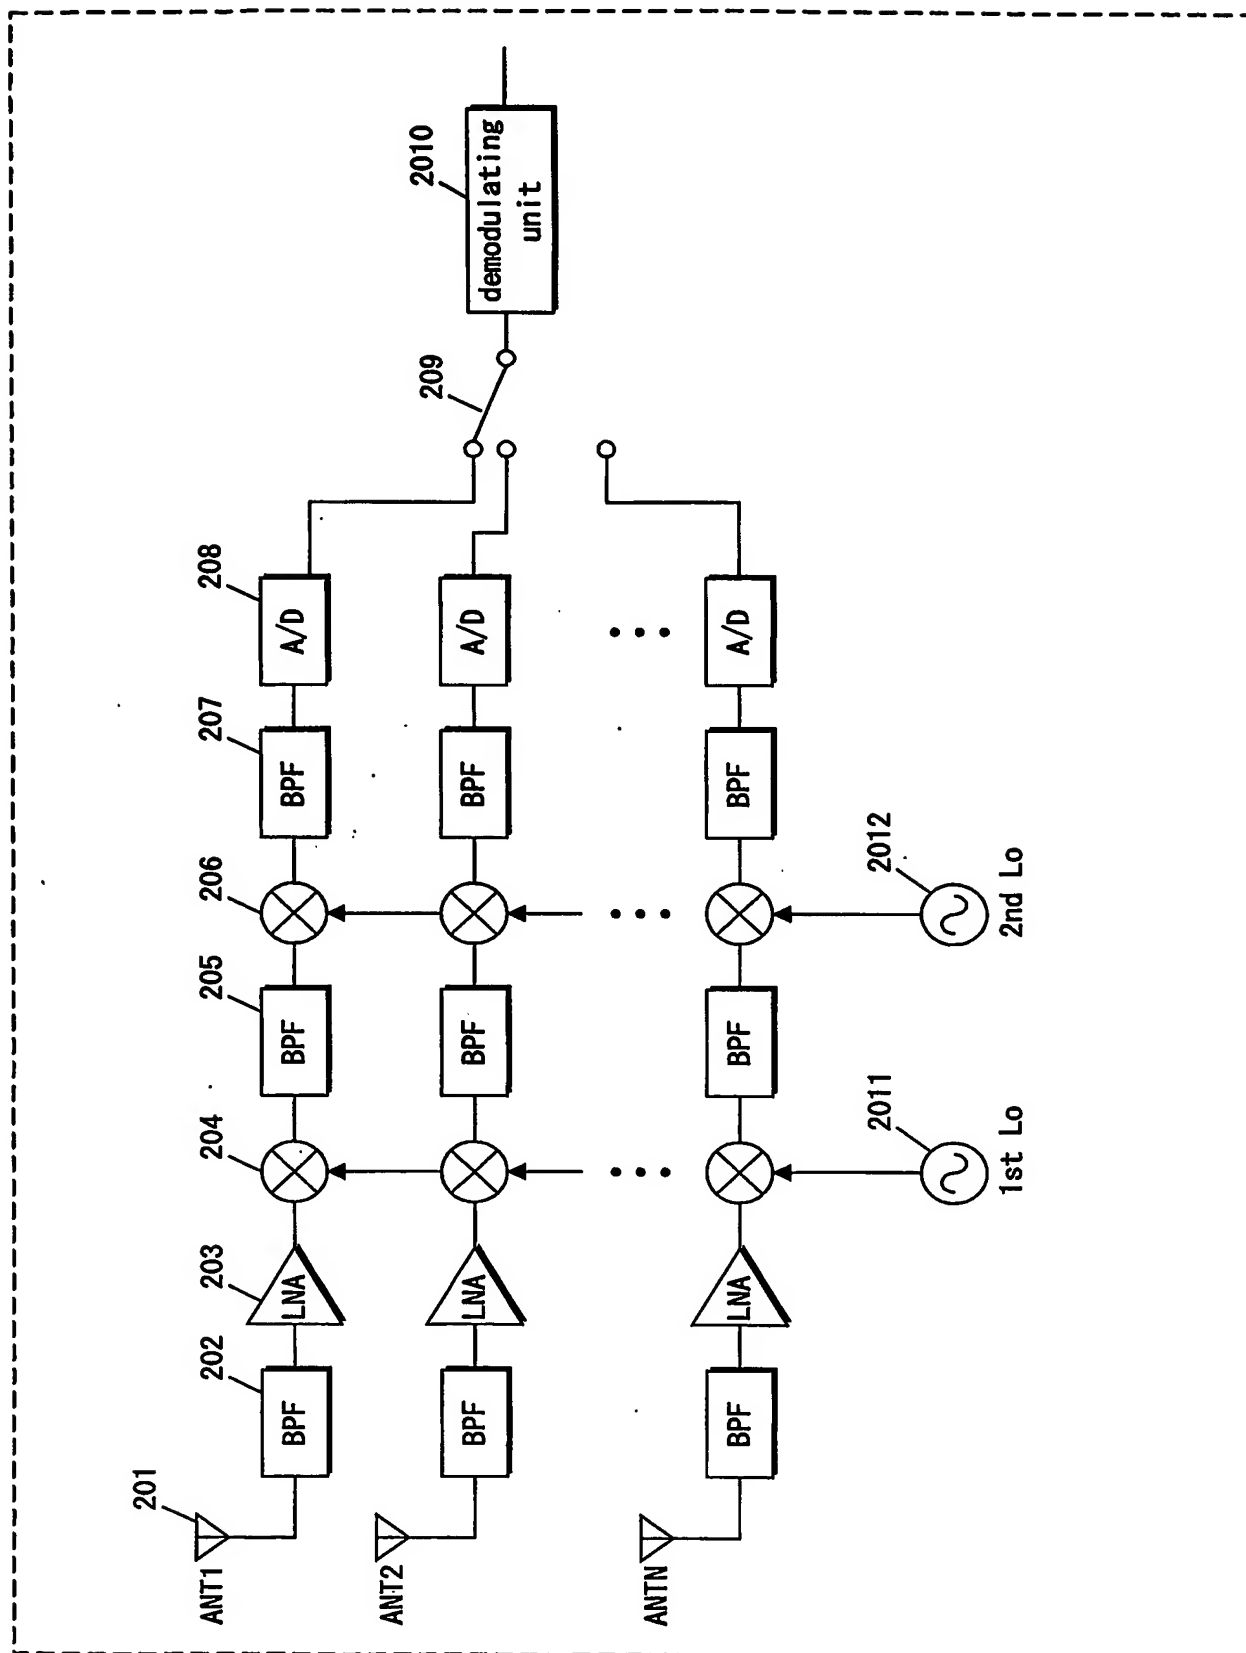 201
202
203
204
205
206
207
208
209
2010
ANT1
BPF
LNA
BPF
BPF
A/D
demodulating
unit
ANT2
BPF
LNA
BPF
BPF
A/D
ANTN
BPF
LNA
BPF
BPF
A/D
2011
2012
1st Lo
2nd Lo